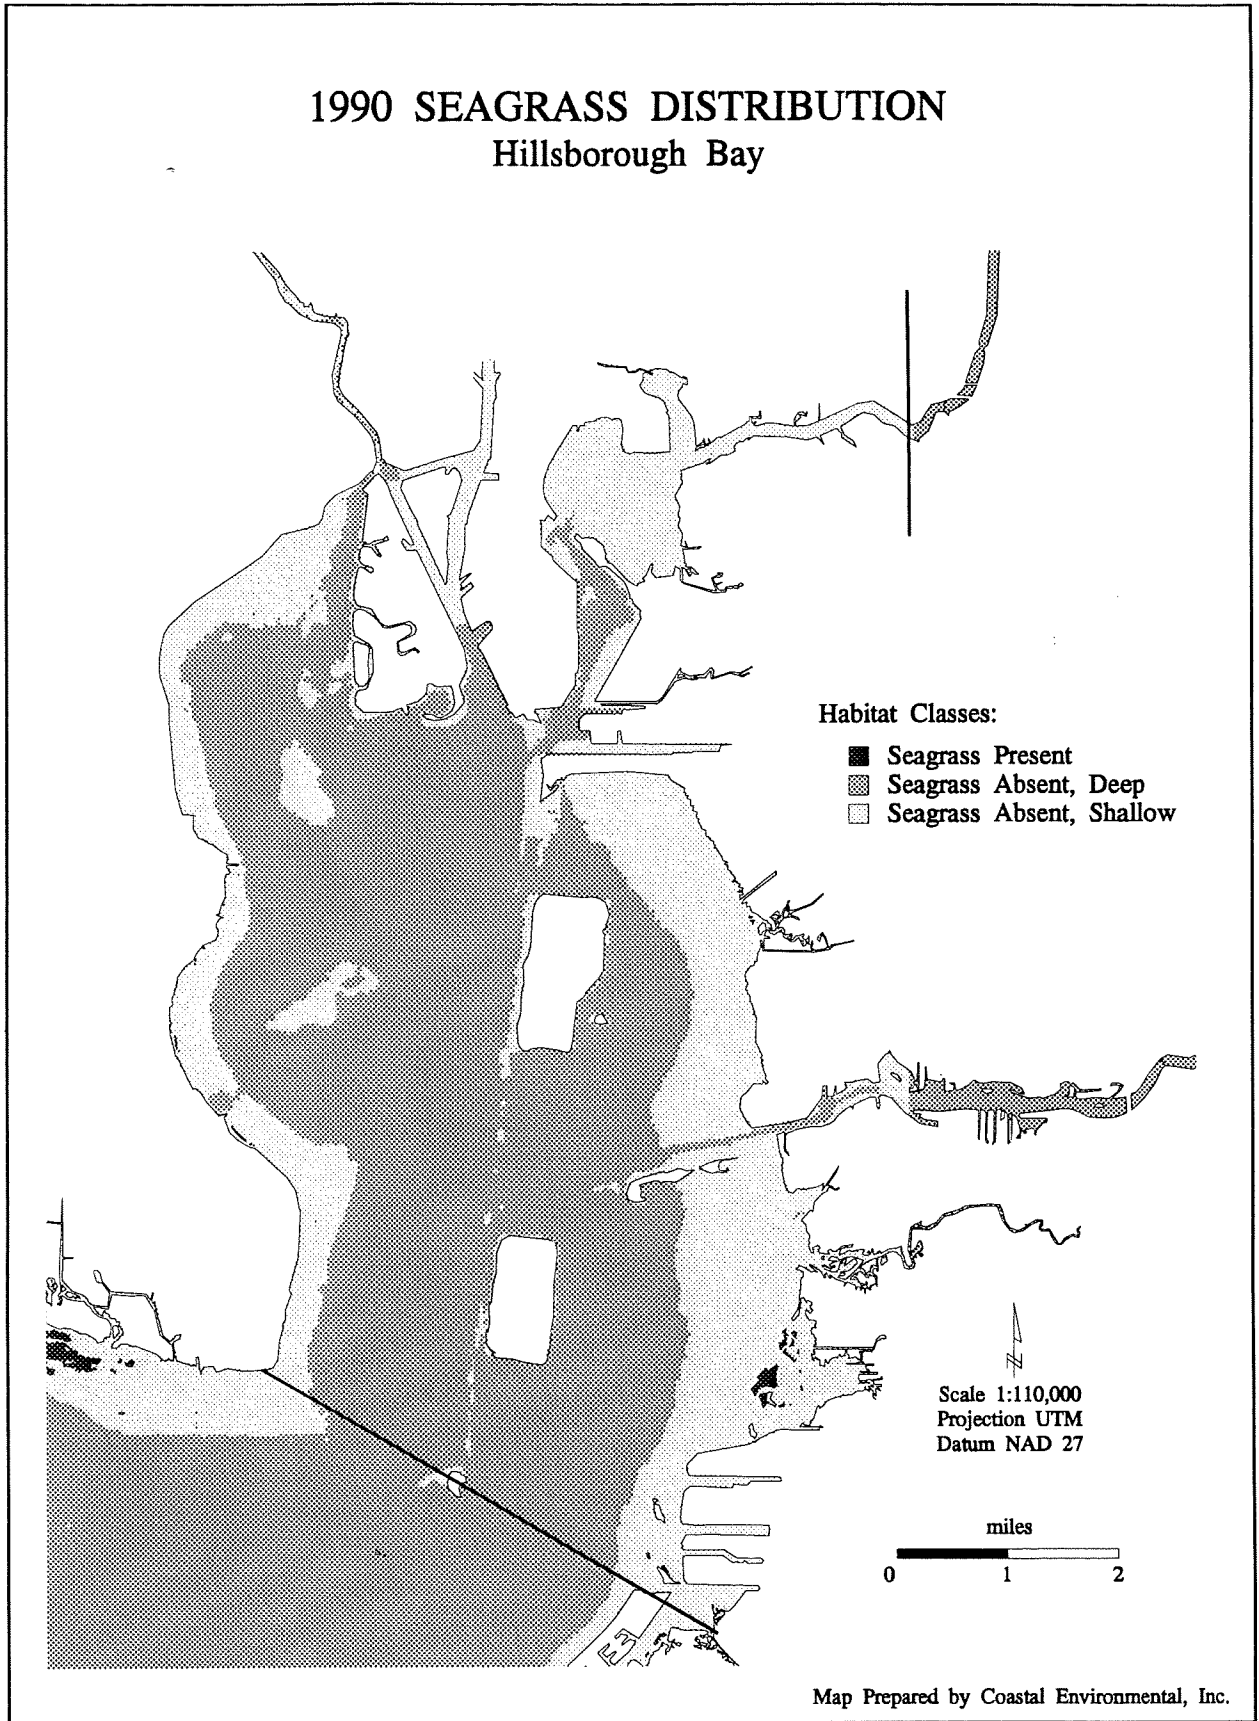 1990 SEAGRASS DISTRIBUTION
Hillsborough Bay
Habitat Classes:
Seagrass Present
Seagrass Absent, Deep
Seagrass Absent, Shallow
N
Scale 1:110,000
Projection UTM
Datum NAD 27
miles
0 1 2
Map Prepared by Coastal Environmental, Inc.